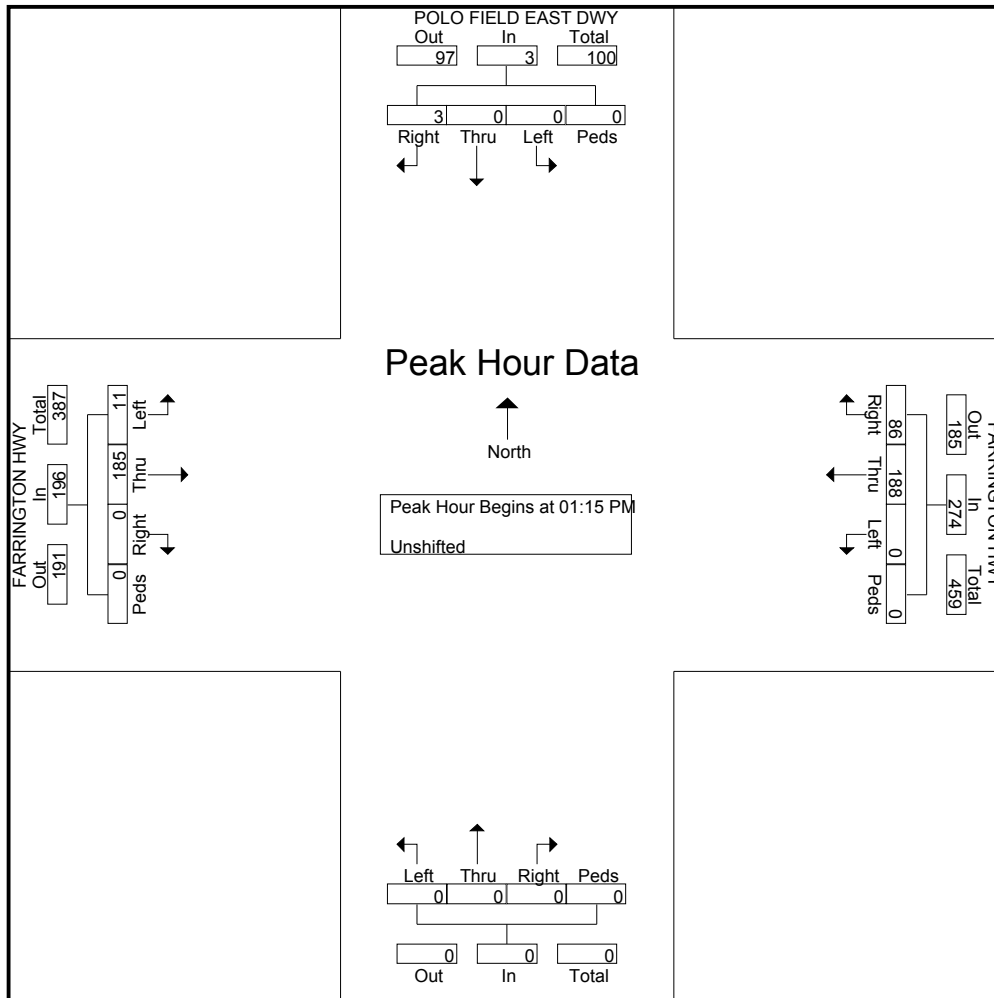 POLO FIELD EAST DWY
Out In Total
97 3 100
3 0 0 0
Right Thru Left Peds
Peak Hour Data
North
Peak Hour Begins at 01:15 PM
Unshifted
FARRINGTON HWY
Total In Out
387 196 191
11 185 0 0
Left Thru Right Peds
Right Thru Left Peds
86 188 0 0
185 274 459
Out In Total
FARRINGTON HWY
Left Thru Right Peds
0 0 0 0
0 0 0
Out In Total